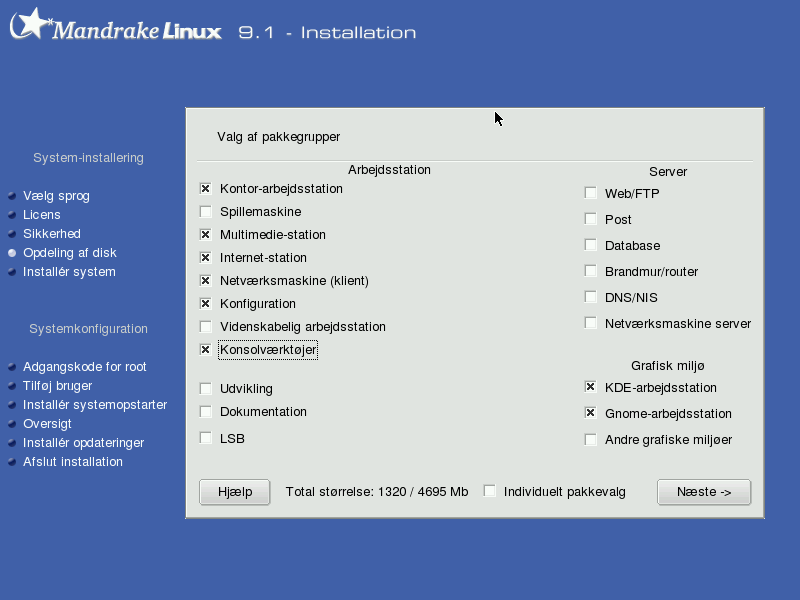 Mandrake Linux 9.1 - Installation
System-installering
Vælg sprog
Licens
Sikkerhed
Opdeling af disk
Installér system
Systemkonfiguration
Adgangskode for root
Tilføj bruger
Installér systemopstarter
Oversigt
Installér opdateringer
Afslut installation
Valg af pakkegrupper
Arbejdsstation
Kontor-arbejdsstation
Spillemaskine
Multimedie-station
Internet-station
Netværksmaskine (klient)
Konfiguration
Videnskabelig arbejdsstation
Konsolværktøjer
Udvikling
Dokumentation
LSB
Server
Web/FTP
Post
Database
Brandmur/router
DNS/NIS
Netværksmaskine server
Grafisk miljø
KDE-arbejdsstation
Gnome-arbejdsstation
Andre grafiske miljøer
Hjælp
Total størrelse: 1320 / 4695 Mb
Individuelt pakkevalg
Næste ->